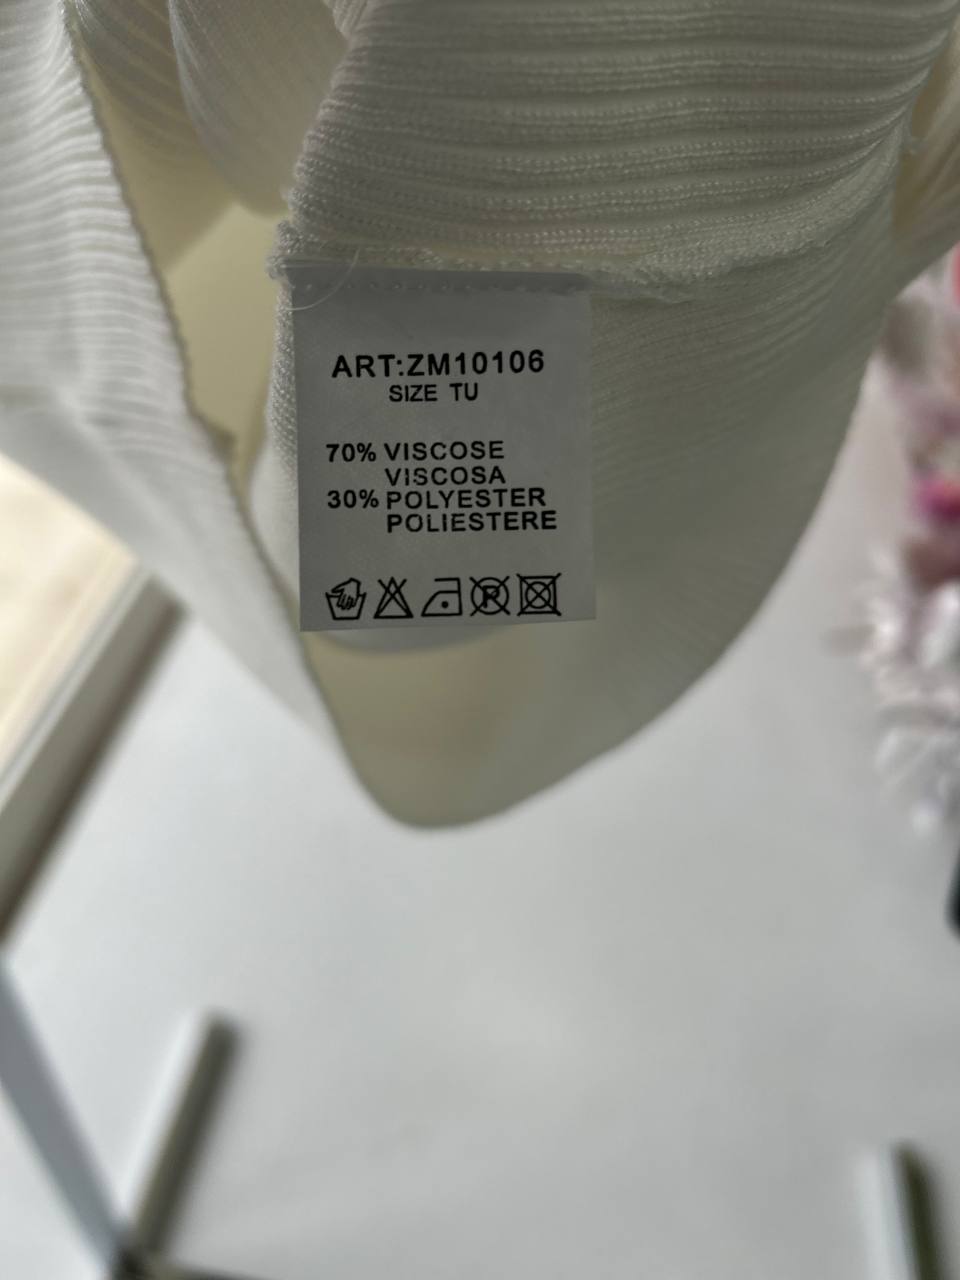 ART:ZM10106
SIZE TU
70% VISCOSE
VISCOSA
30% POLYESTER
POLIESTERE
R